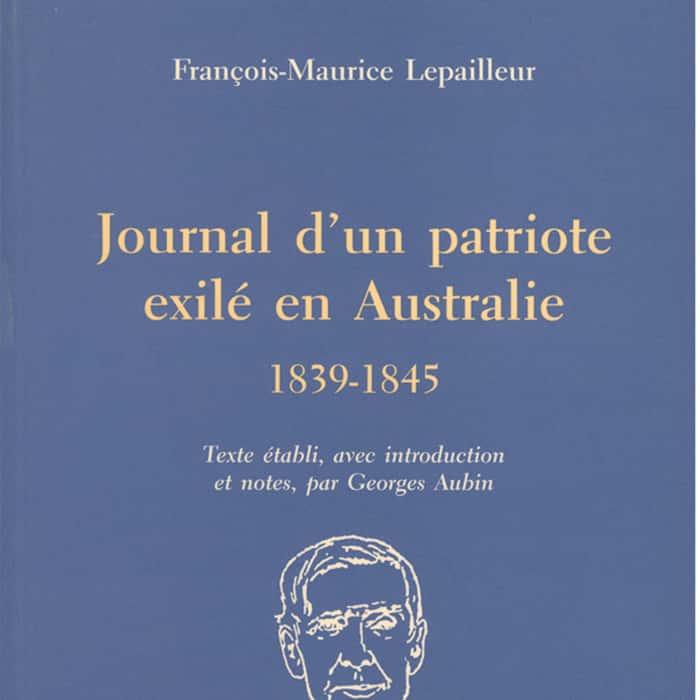 François-Maurice Lepailleur
Journal d'un patriote
exilé en Australie
1839-1845
Texte établi, avec introduction
et notes, par Georges Aubin